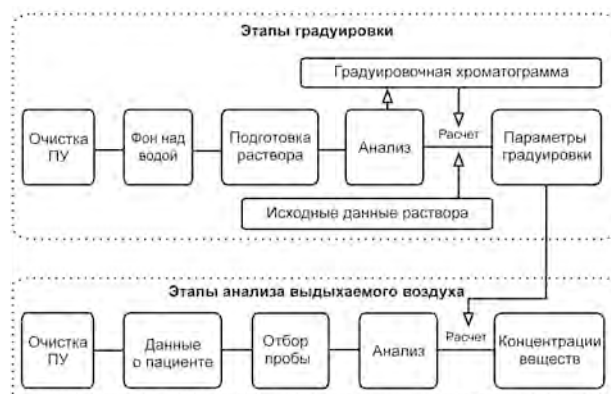 Этапы градуировки
Градуировочная хроматограмма
Очистка
ПУ
Фон над
водой
Подготовка
раствора
Анализ
Расчет
Параметры
градуировки
Исходные данные раствора
Этапы анализа выдыхаемого воздуха
Очистка
ПУ
Данные
о пациенте
Отбор
пробы
Анализ
Расчет
Концентрации
веществ